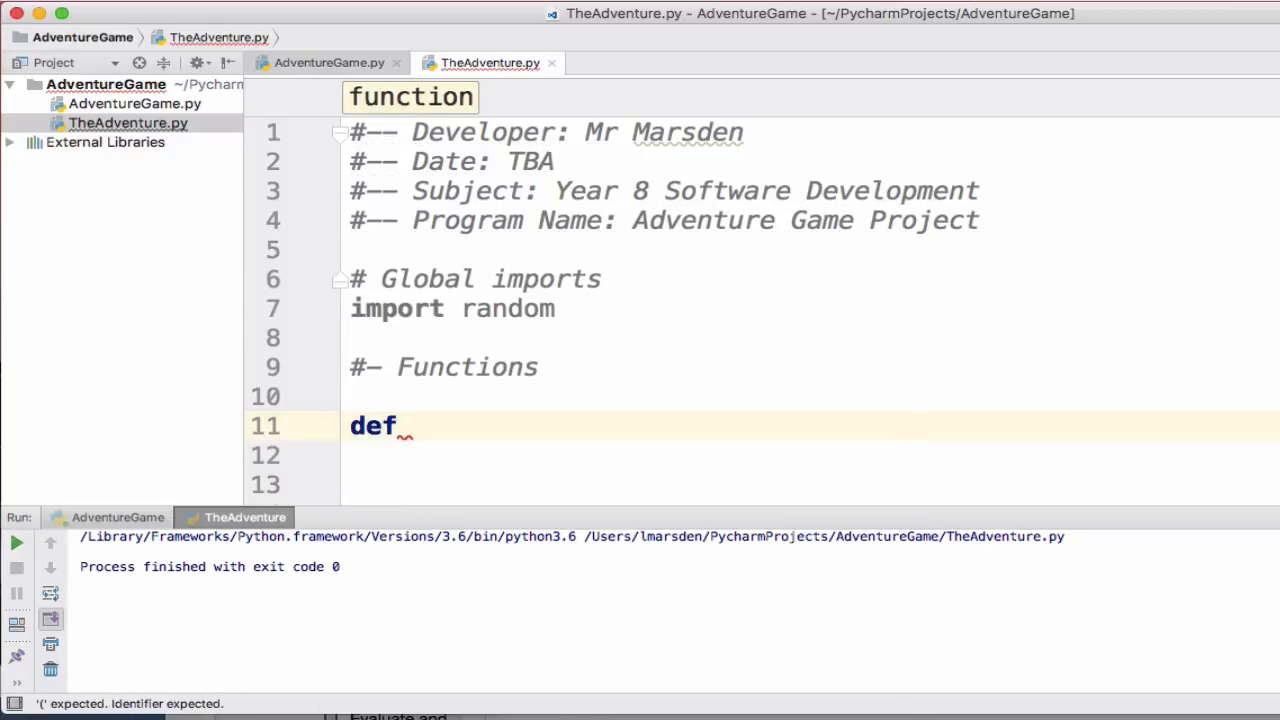 TheAdventure.py - AdventureGame - [~/PycharmProjects/AdventureGame]
AdventureGame TheAdventure.py
Project AdventureGame.py TheAdventure.py
AdventureGame ~/Pycharm
AdventureGame.py
TheAdventure.py
External Libraries
function
1 #-- Developer: Mr Marsden
2 #-- Date: TBA
3 #-- Subject: Year 8 Software Development
4 #-- Program Name: Adventure Game Project
5
6 # Global imports
7 import random
8
9 #- Functions
10
11 def
12
13
Run: AdventureGame TheAdventure
/Library/Frameworks/Python.framework/Versions/3.6/bin/python3.6 /Users/lmarsden/PycharmProjects/AdventureGame/TheAdventure.py
Process finished with exit code 0
'(' expected. Identifier expected.
Evaluate and